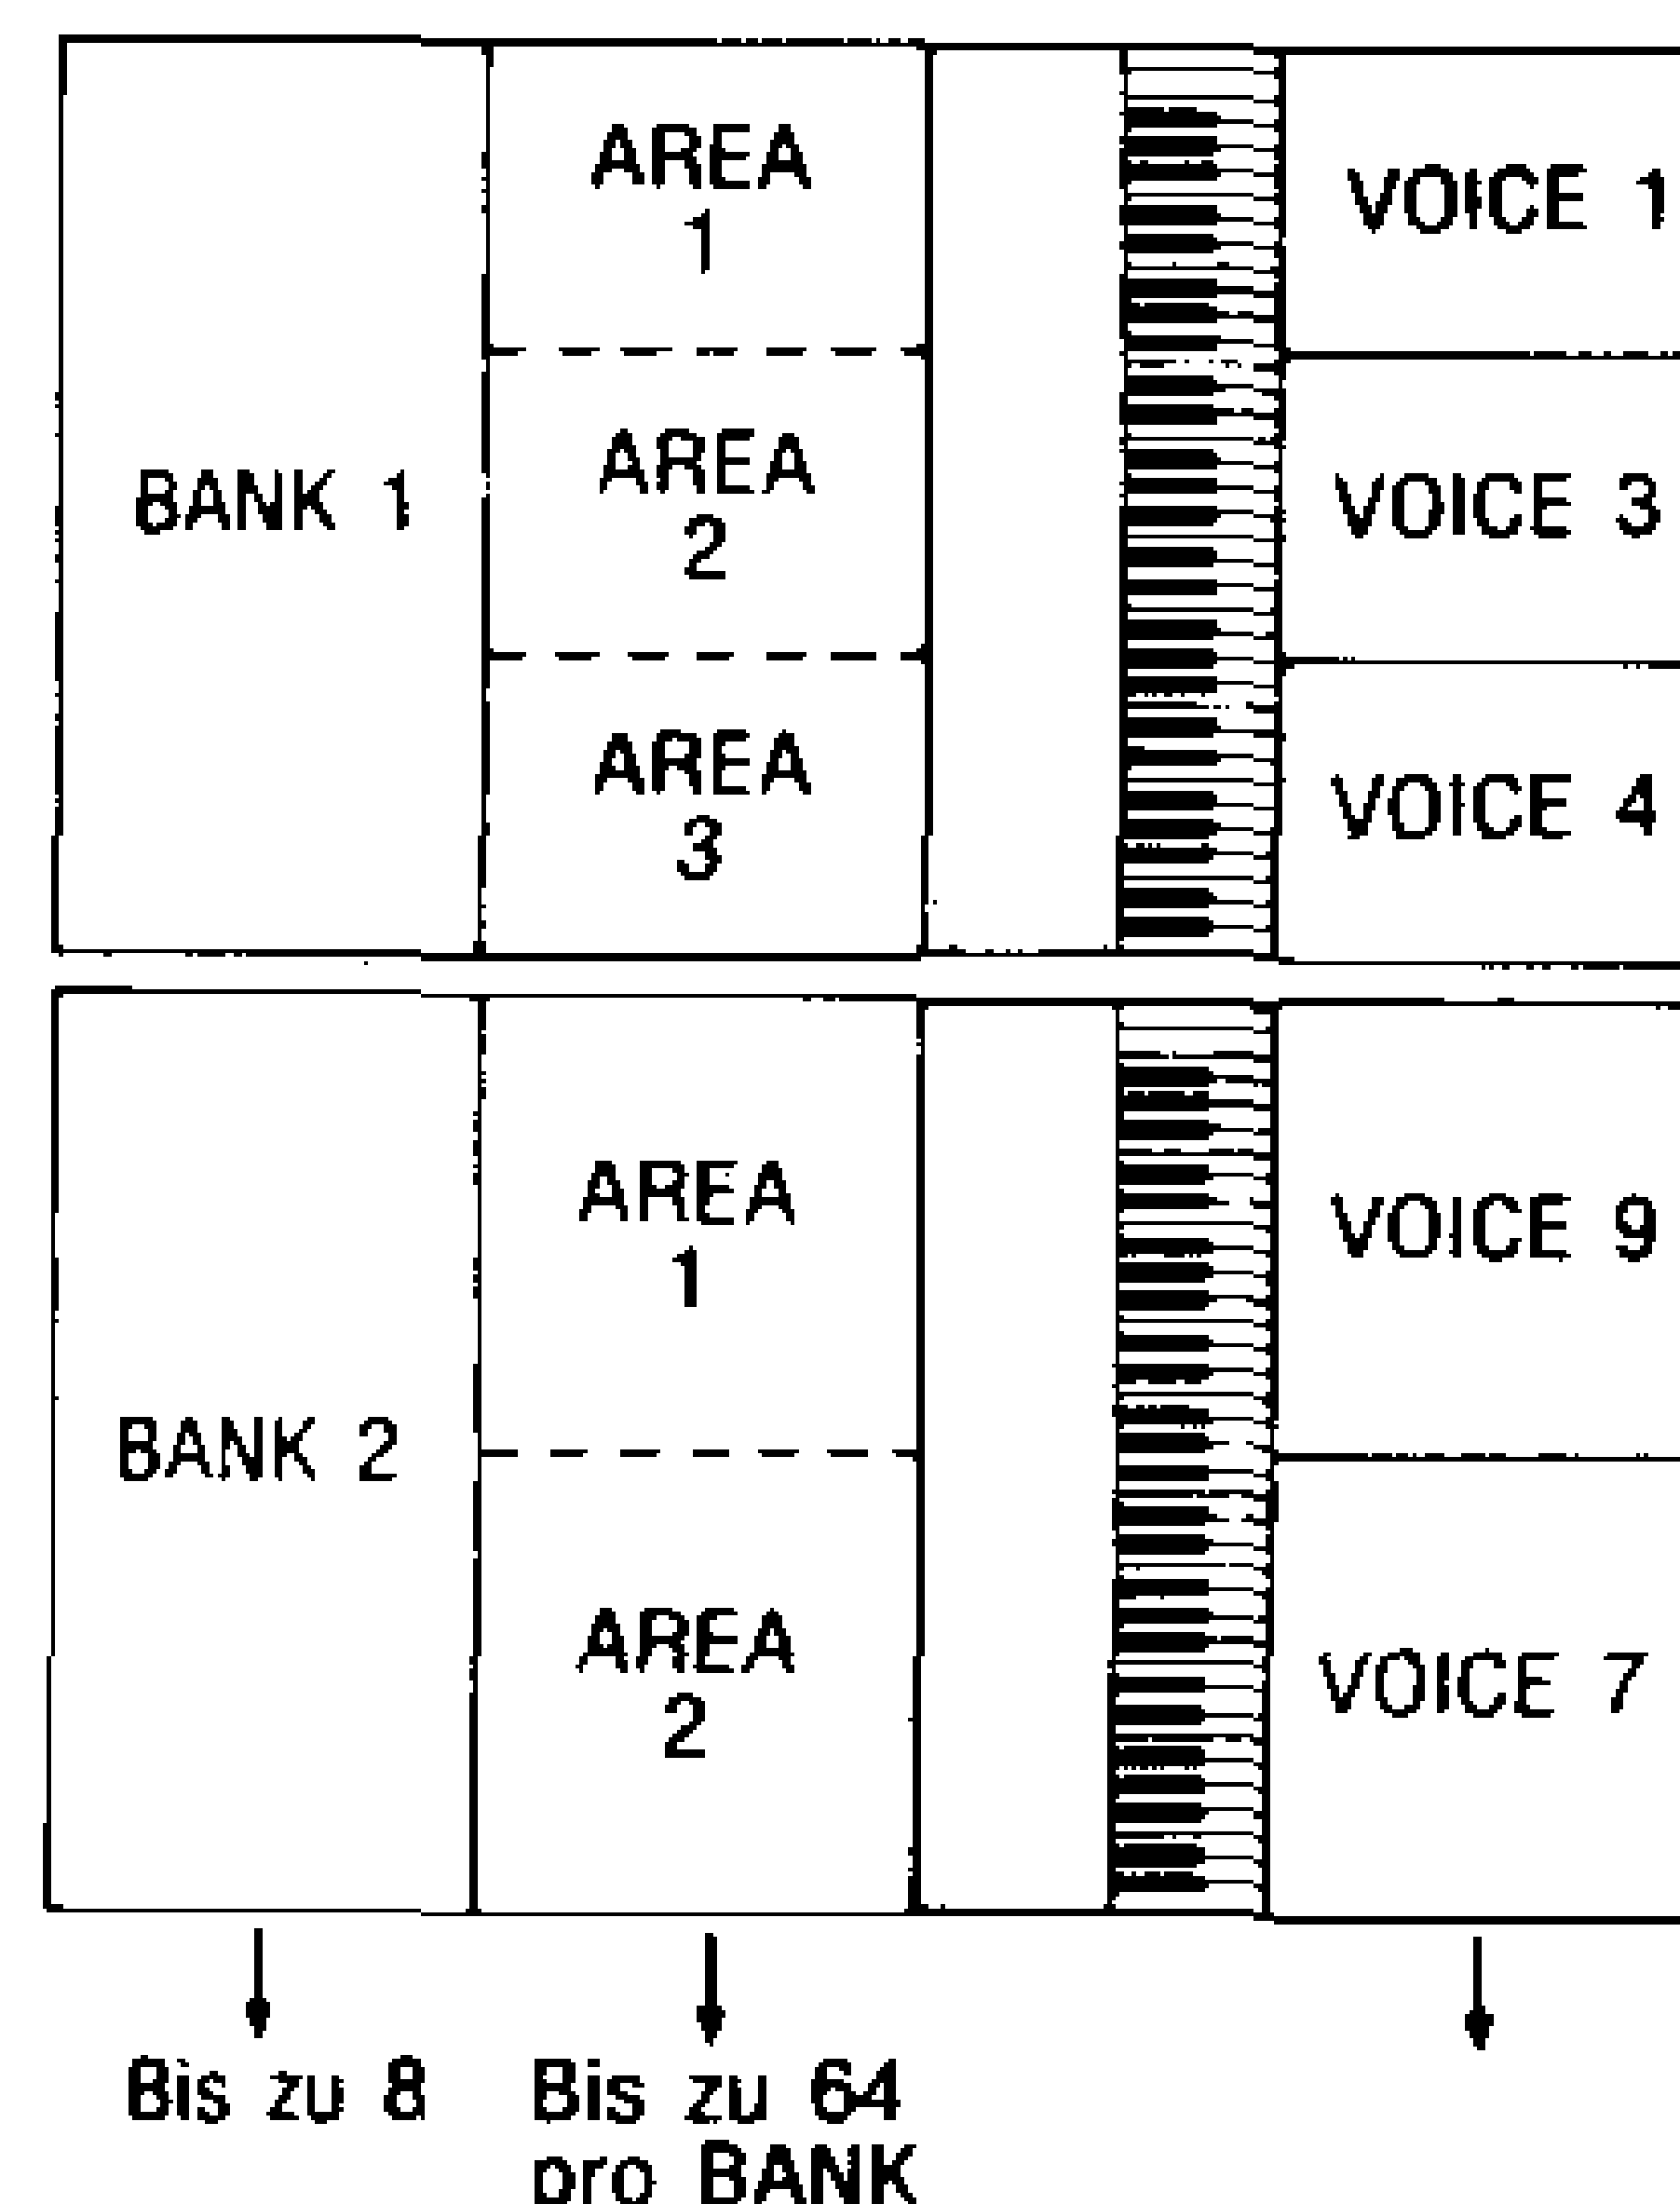 AREA
1
VOICE 1
BANK 1
AREA
2
VOICE 3
AREA
3
VOICE 4
AREA
1
VOICE 9
BANK 2
AREA
2
VOICE 7
Bis zu 8
Bis zu 64
pro BANK